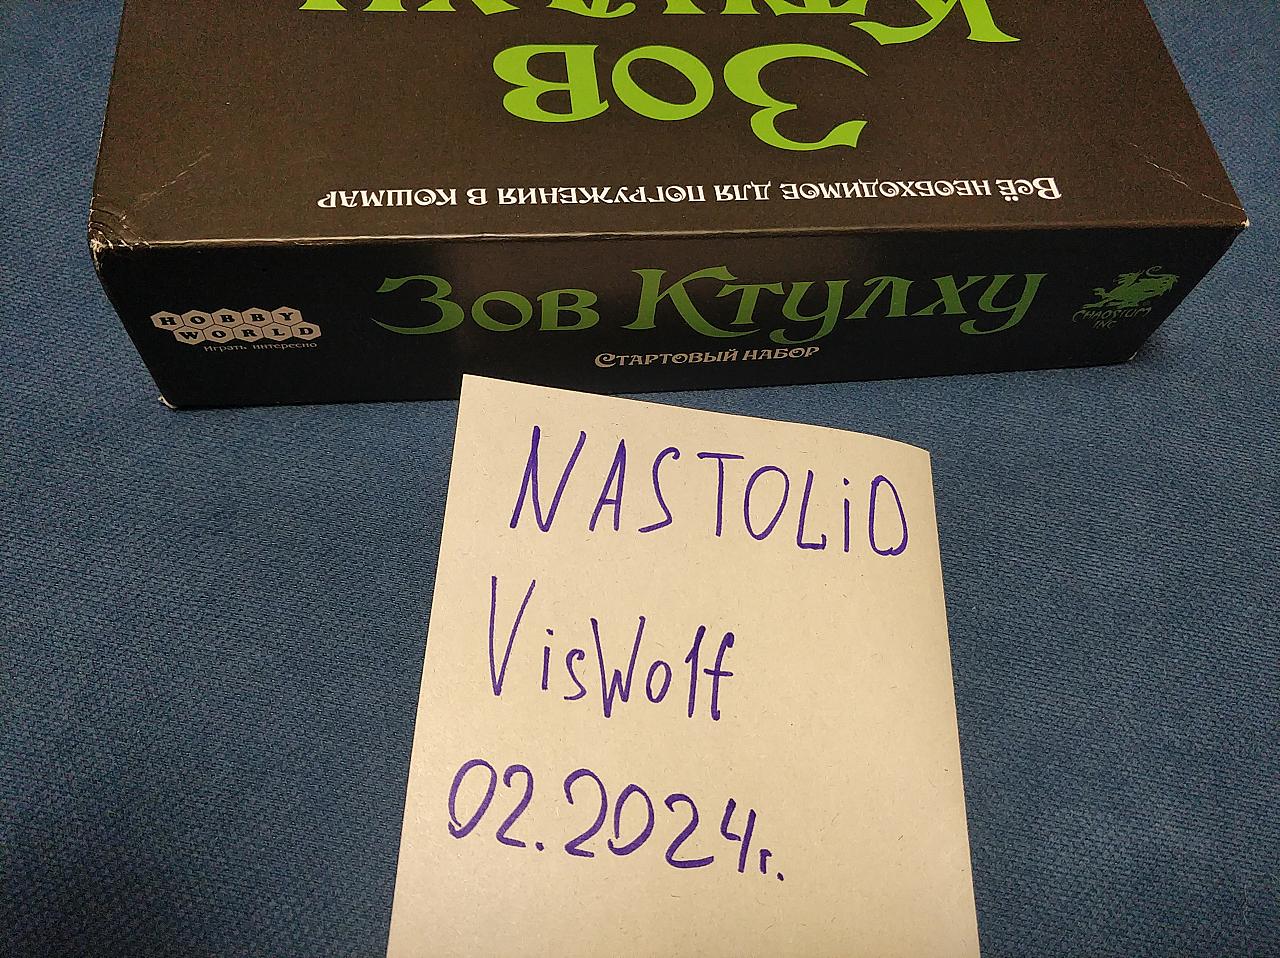 Зов
Всё необходимое для погружения в кошмар
HOBBY
WORLD
Играть интересно
Зов Ктулху
Стартовый набор
CHAOSIUM
INC
NASTOLiO
VisWolf
02.2024г.